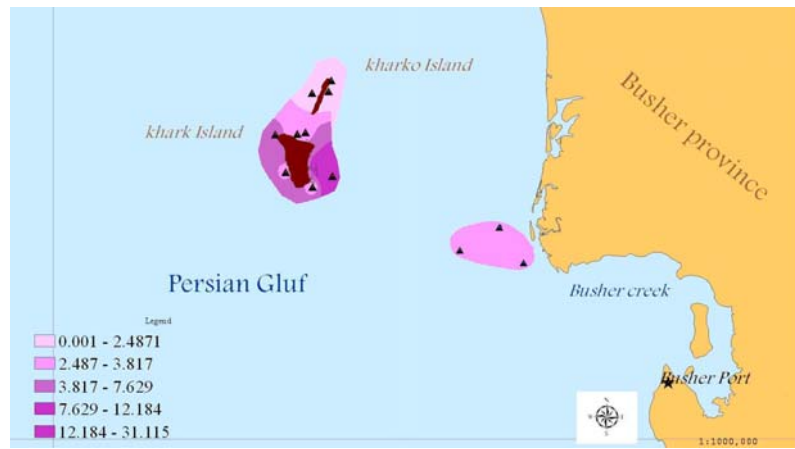 kharko Island
khark Island
Busher province
Persian Gluf
Busher creek
Busher Port
Legend
0.001 - 2.4871
2.487 - 3.817
3.817 - 7.629
7.629 - 12.184
12.184 - 31.115
N
W E
S
1:1000,000